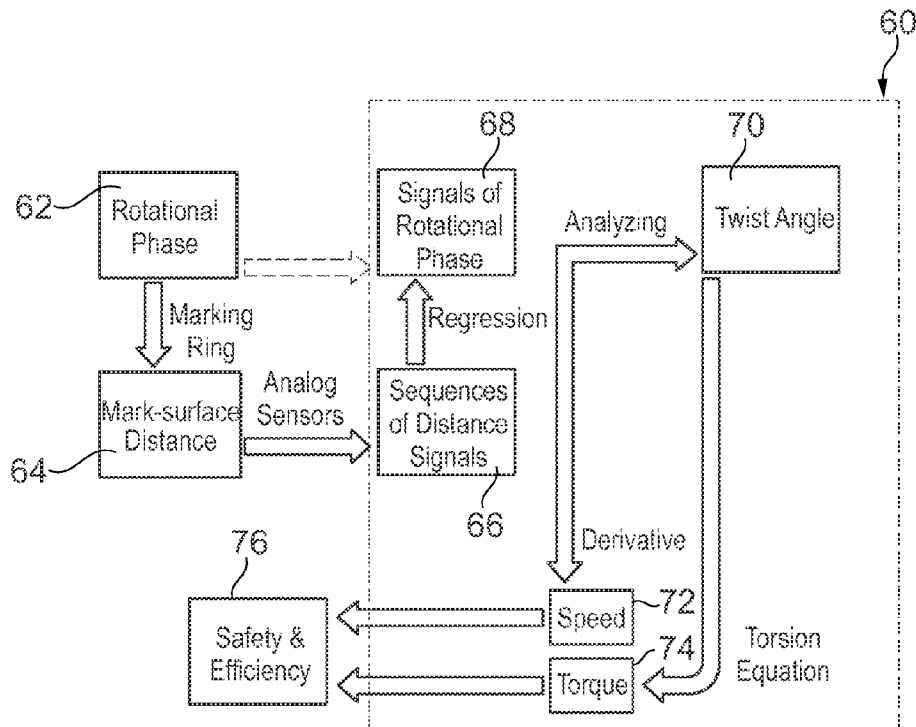 60
68
70
62
Rotational
Phase
Signals of
Rotational
Phase
Analyzing
Twist Angle
Marking
Ring
Regression
Mark-surface
Distance
64
Analog
Sensors
Sequences
of Distance
Signals
66
Derivative
76
Safety &
Efficiency
Speed
72
74
Torque
Torsion
Equation